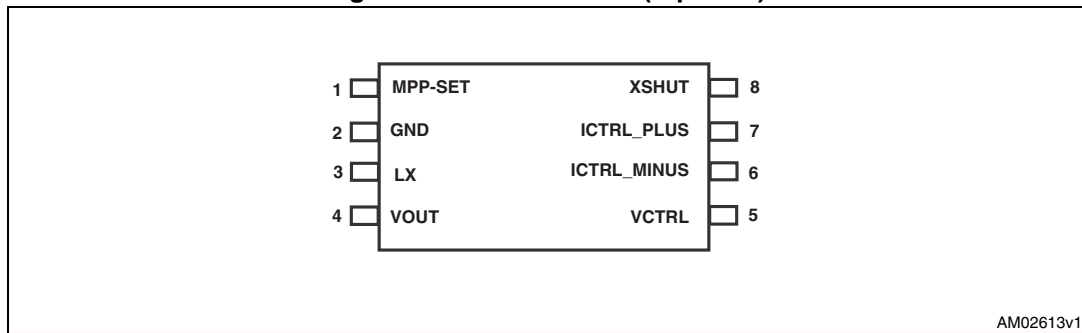 1 MPP-SET XSHUT 8
2 GND ICTRL_PLUS 7
3 LX ICTRL_MINUS 6
4 VOUT VCTRL 5
AM02613v1